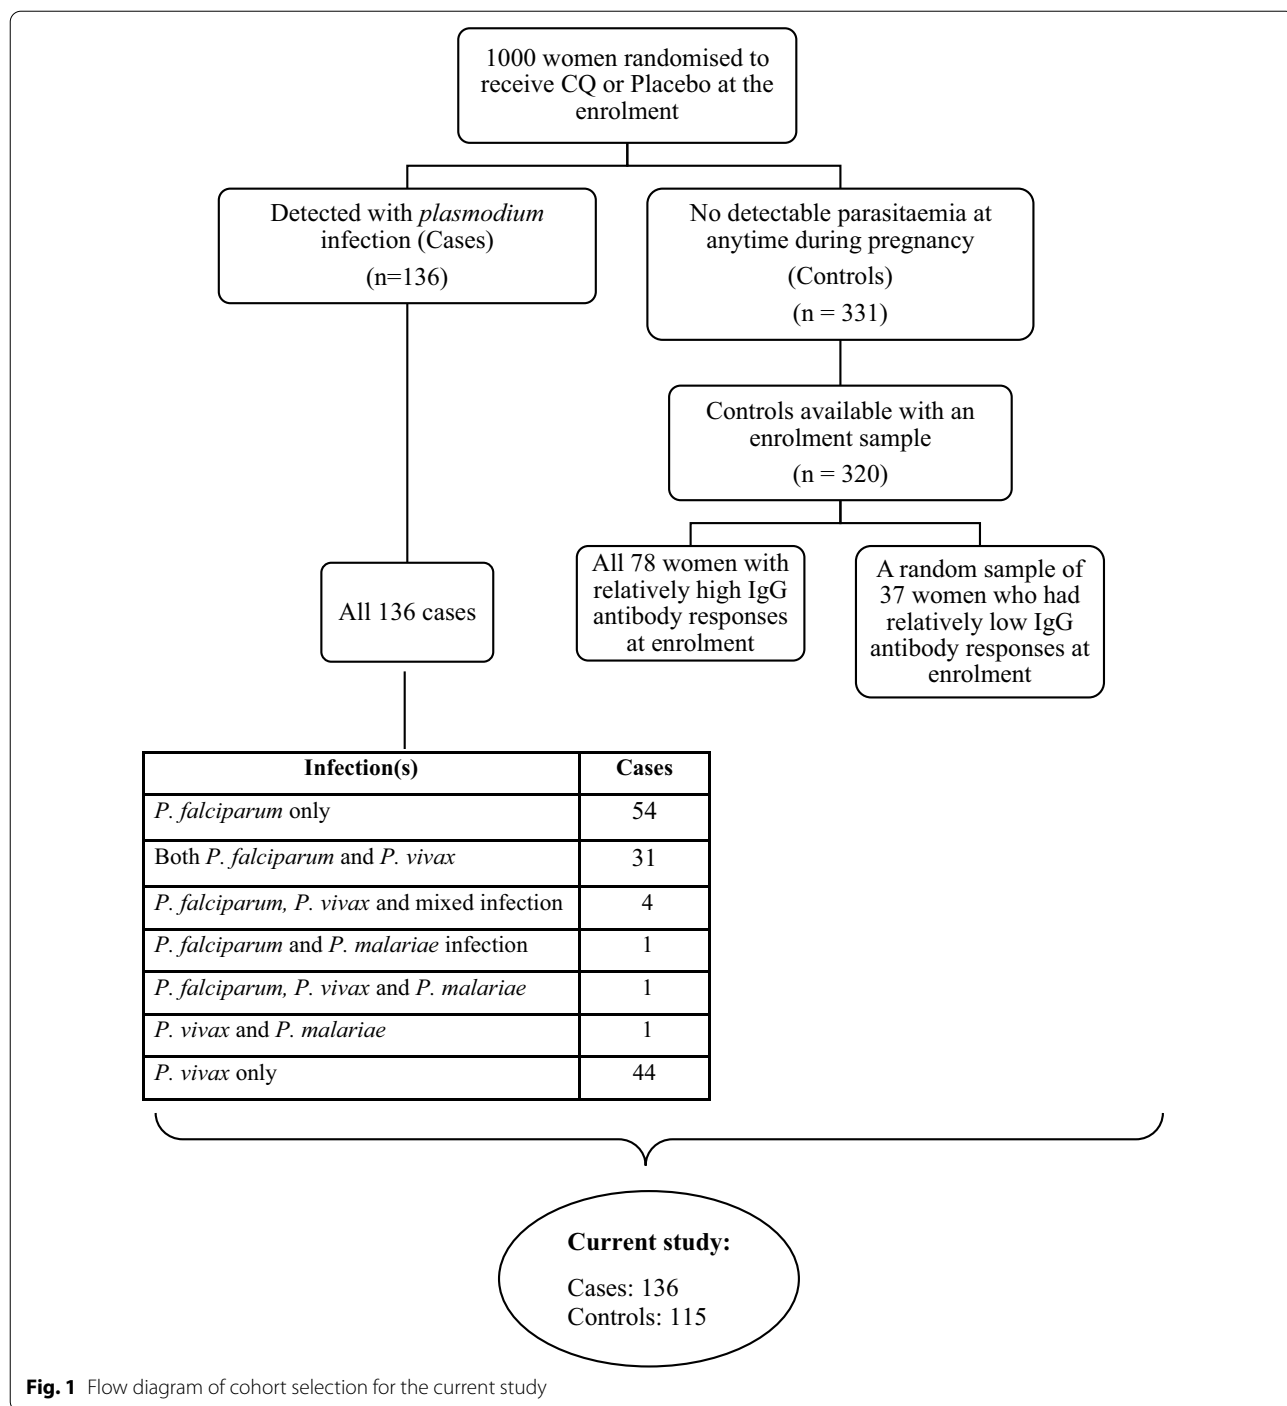 1000 women randomised to
receive CQ or Placebo at the
enrolment
Detected with plasmodium
infection (Cases)
(n=136)
No detectable parasitaemia at
anytime during pregnancy
(Controls)
(n = 331)
Controls available with an
enrolment sample
(n = 320)
All 136 cases
All 78 women with
relatively high IgG
antibody responses
at enrolment
A random sample of
37 women who had
relatively low IgG
antibody responses at
enrolment
Infection(s) Cases
P. falciparum only 54
Both P. falciparum and P. vivax 31
P. falciparum, P. vivax and mixed infection 4
P. falciparum and P. malariae infection 1
P. falciparum, P. vivax and P. malariae 1
P. vivax and P. malariae 1
P. vivax only 44
Current study:
Cases: 136
Controls: 115
Fig. 1 Flow diagram of cohort selection for the current study